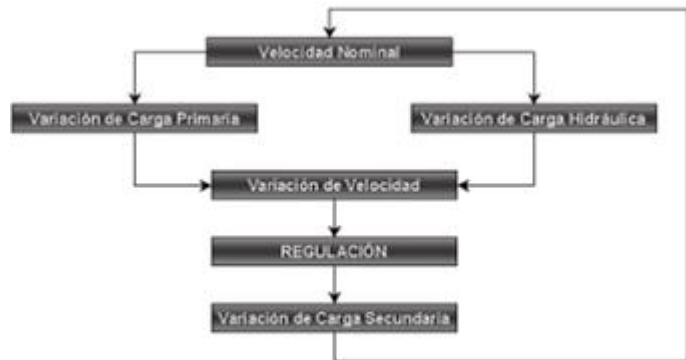 Velocidad Nominal
Variación de Carga Primaria
Variación de Carga Hidráulica
Variación de Velocidad
REGULACIÓN
Variación de Carga Secundaria